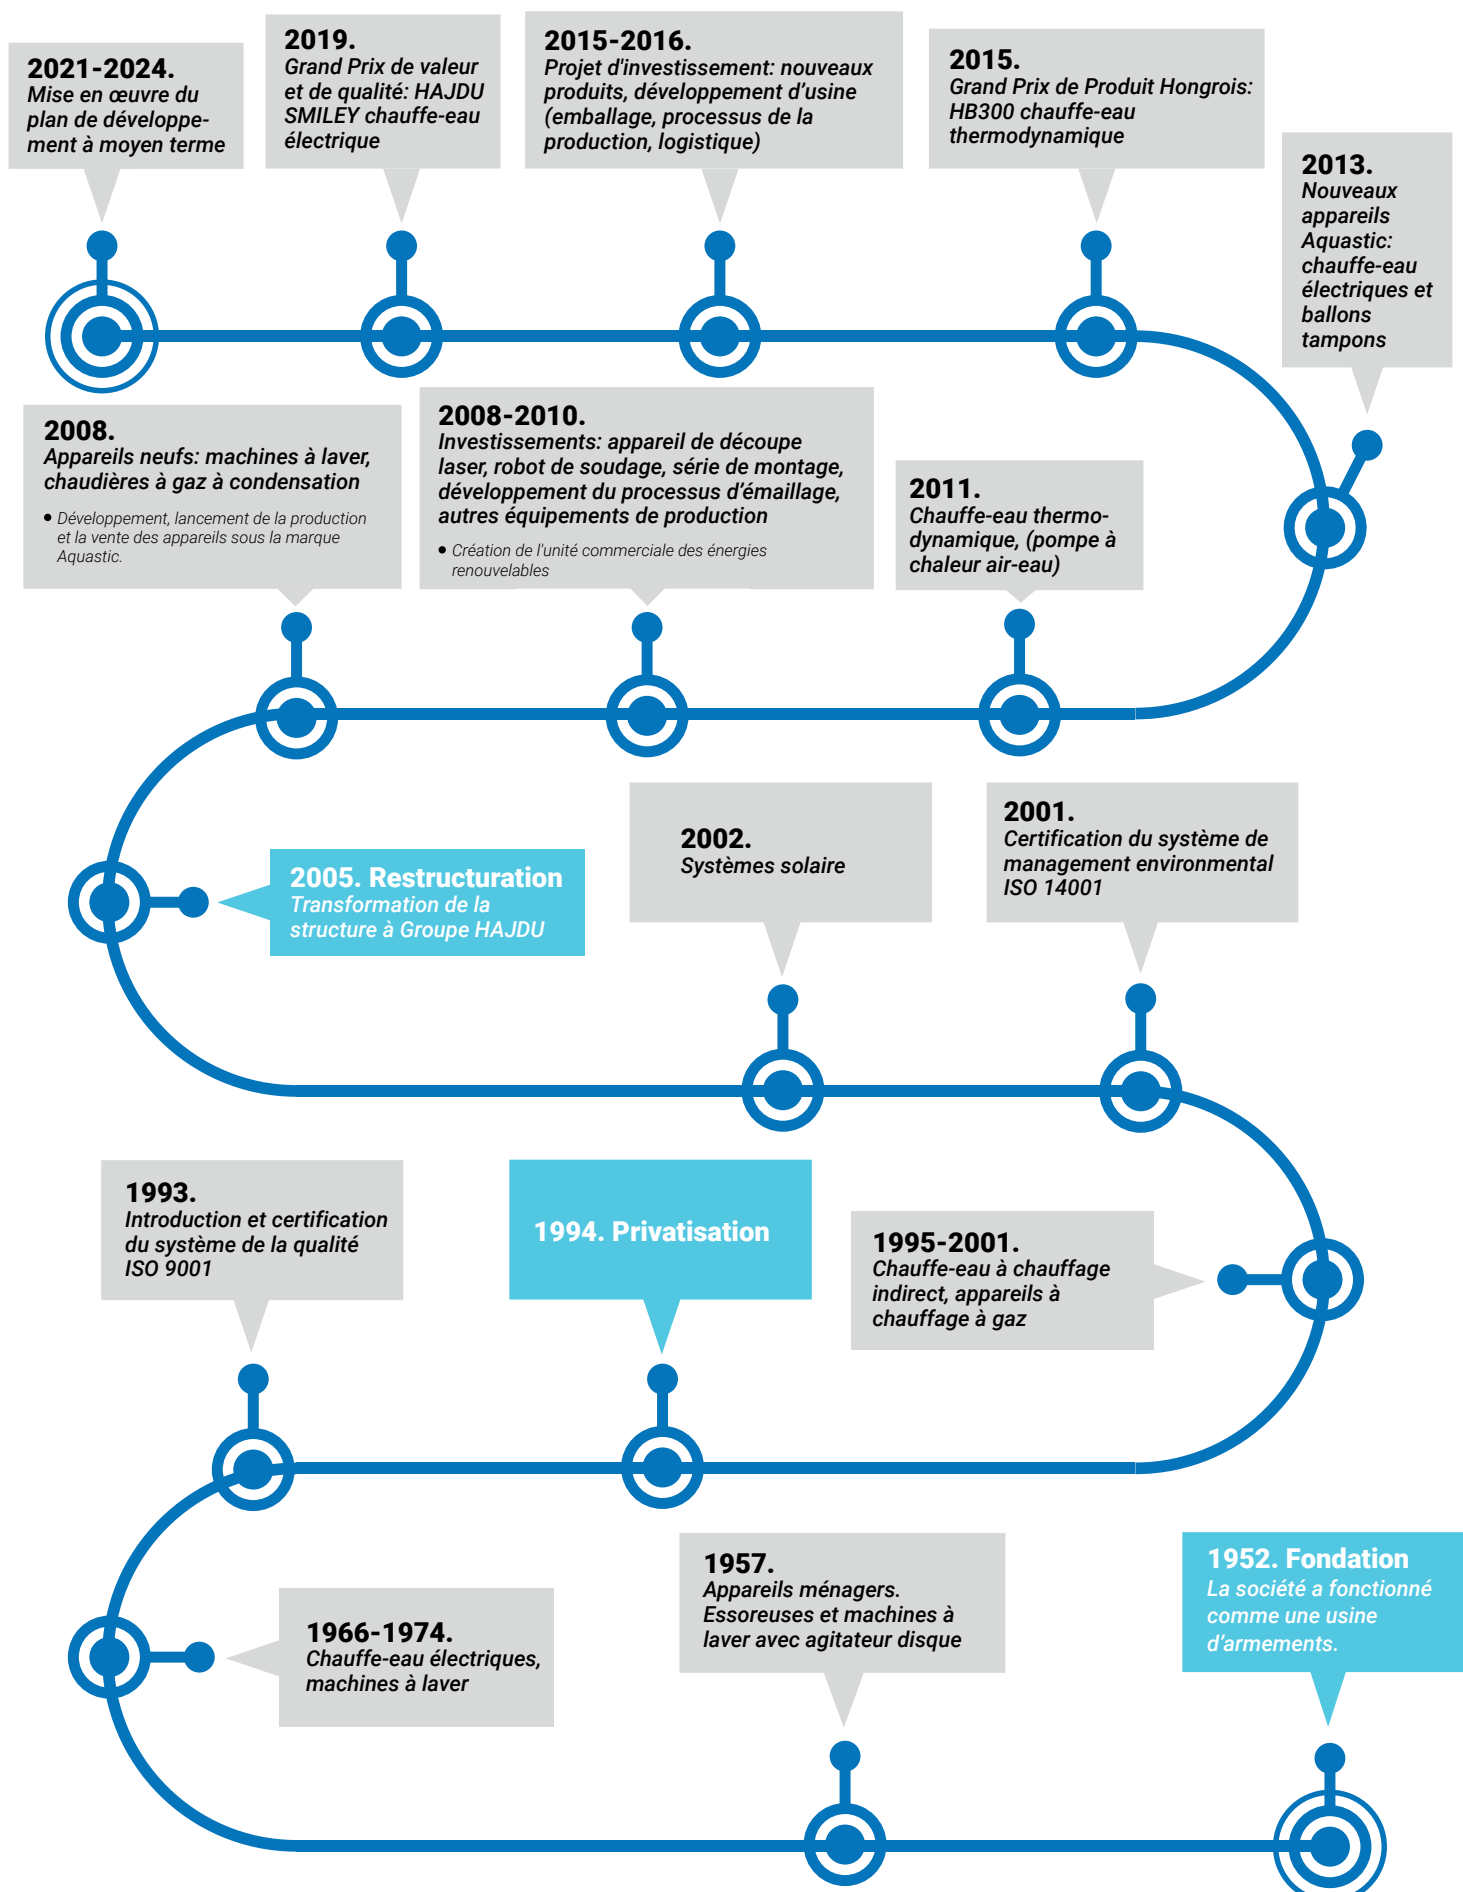 2021-2024.
Mise en œuvre du
plan de développe-
ment à moyen terme
2019.
Grand Prix de valeur
et de qualité: HAJDU
SMILEY chauffe-eau
électrique
2015-2016.
Projet d'investissement: nouveaux
produits, développement d’usine
(emballage, processus de la
production, logistique)
2015.
Grand Prix de Produit Hongrois:
HB300 chauffe-eau
thermodynamique
2013.
Nouveaux
appareils
Aquastic:
chauffe-eau
électriques et
ballons
tampons
2008.
Appareils neufs: machines à laver,
chaudières à gaz à condensation
• Développement, lancement de la production
et la vente des appareils sous la marque
Aquastic.
2008-2010.
Investissements: appareil de découpe
laser, robot de soudage, série de montage,
développement du processus d’émaillage,
autres équipements de production
• Création de l'unité commerciale des énergies
renouvelables
2011.
Chauffe-eau thermo-
dynamique, (pompe à
chaleur air-eau)
2005. Restructuration
Transformation de la
structure à Groupe HAJDU
2002.
Systèmes solaire
2001.
Certification du système de
management environmental
ISO 14001
1993.
Introduction et certification
du système de la qualité
ISO 9001
1994. Privatisation
1995-2001.
Chauffe-eau à chauffage
indirect, appareils à
chauffage à gaz
1966-1974.
Chauffe-eau électriques,
machines à laver
1957.
Appareils ménagers.
Essoreuses et machines à
laver avec agitateur disque
1952. Fondation
La société a fonctionné
comme une usine
d’armements.